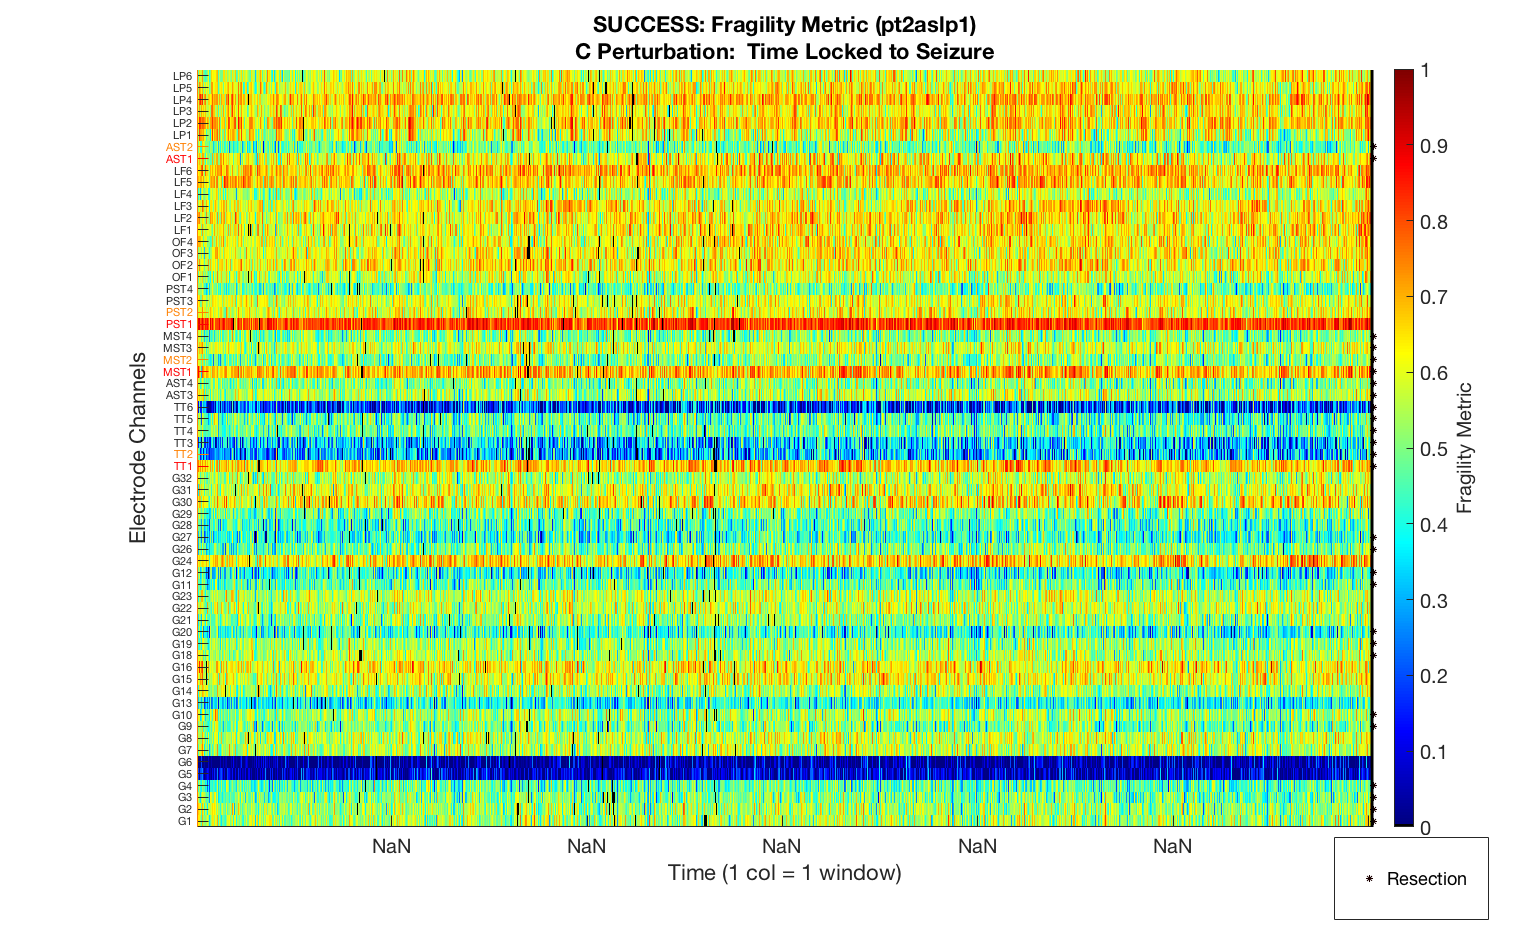 SUCCESS: Fragility Metric (pt2aslp1)
C Perturbation:  Time Locked to Seizure
Electrode Channels
LP6
LP5
LP4
LP3
LP2
LP1
AST2
AST1
LF6
LF5
LF4
LF3
LF2
LF1
OF4
OF3
OF2
OF1
PST4
PST3
PST2
PST1
MST4
MST3
MST2
MST1
AST4
AST3
TT6
TT5
TT4
TT3
TT2
TT1
G32
G31
G30
G29
G28
G27
G26
G24
G12
G11
G23
G22
G21
G20
G19
G18
G16
G15
G14
G13
G10
G9
G8
G7
G6
G5
G4
G3
G2
G1
NaN NaN NaN NaN NaN
Time (1 col = 1 window)
1
0.9
0.8
0.7
0.6
0.5
0.4
0.3
0.2
0.1
0
Fragility Metric
Resection